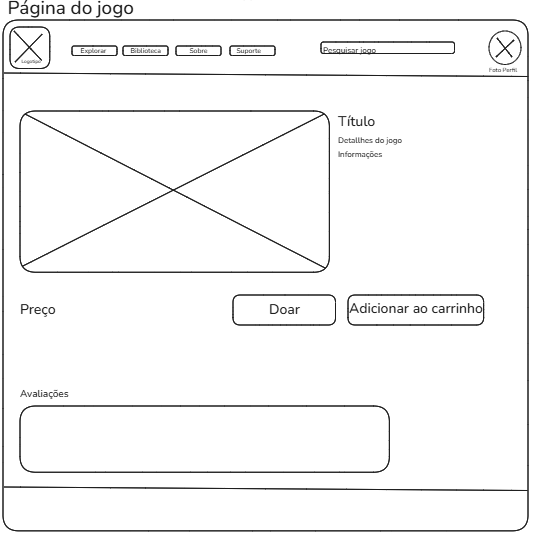 Página do jogo
Logotipo
Explorar
Biblioteca
Sobre
Suporte
Pesquisar jogo
Foto Perfil
Título
Detallhes do jogo
Informações
Preço
Doar
Adicionar ao carrinho
Avaliações